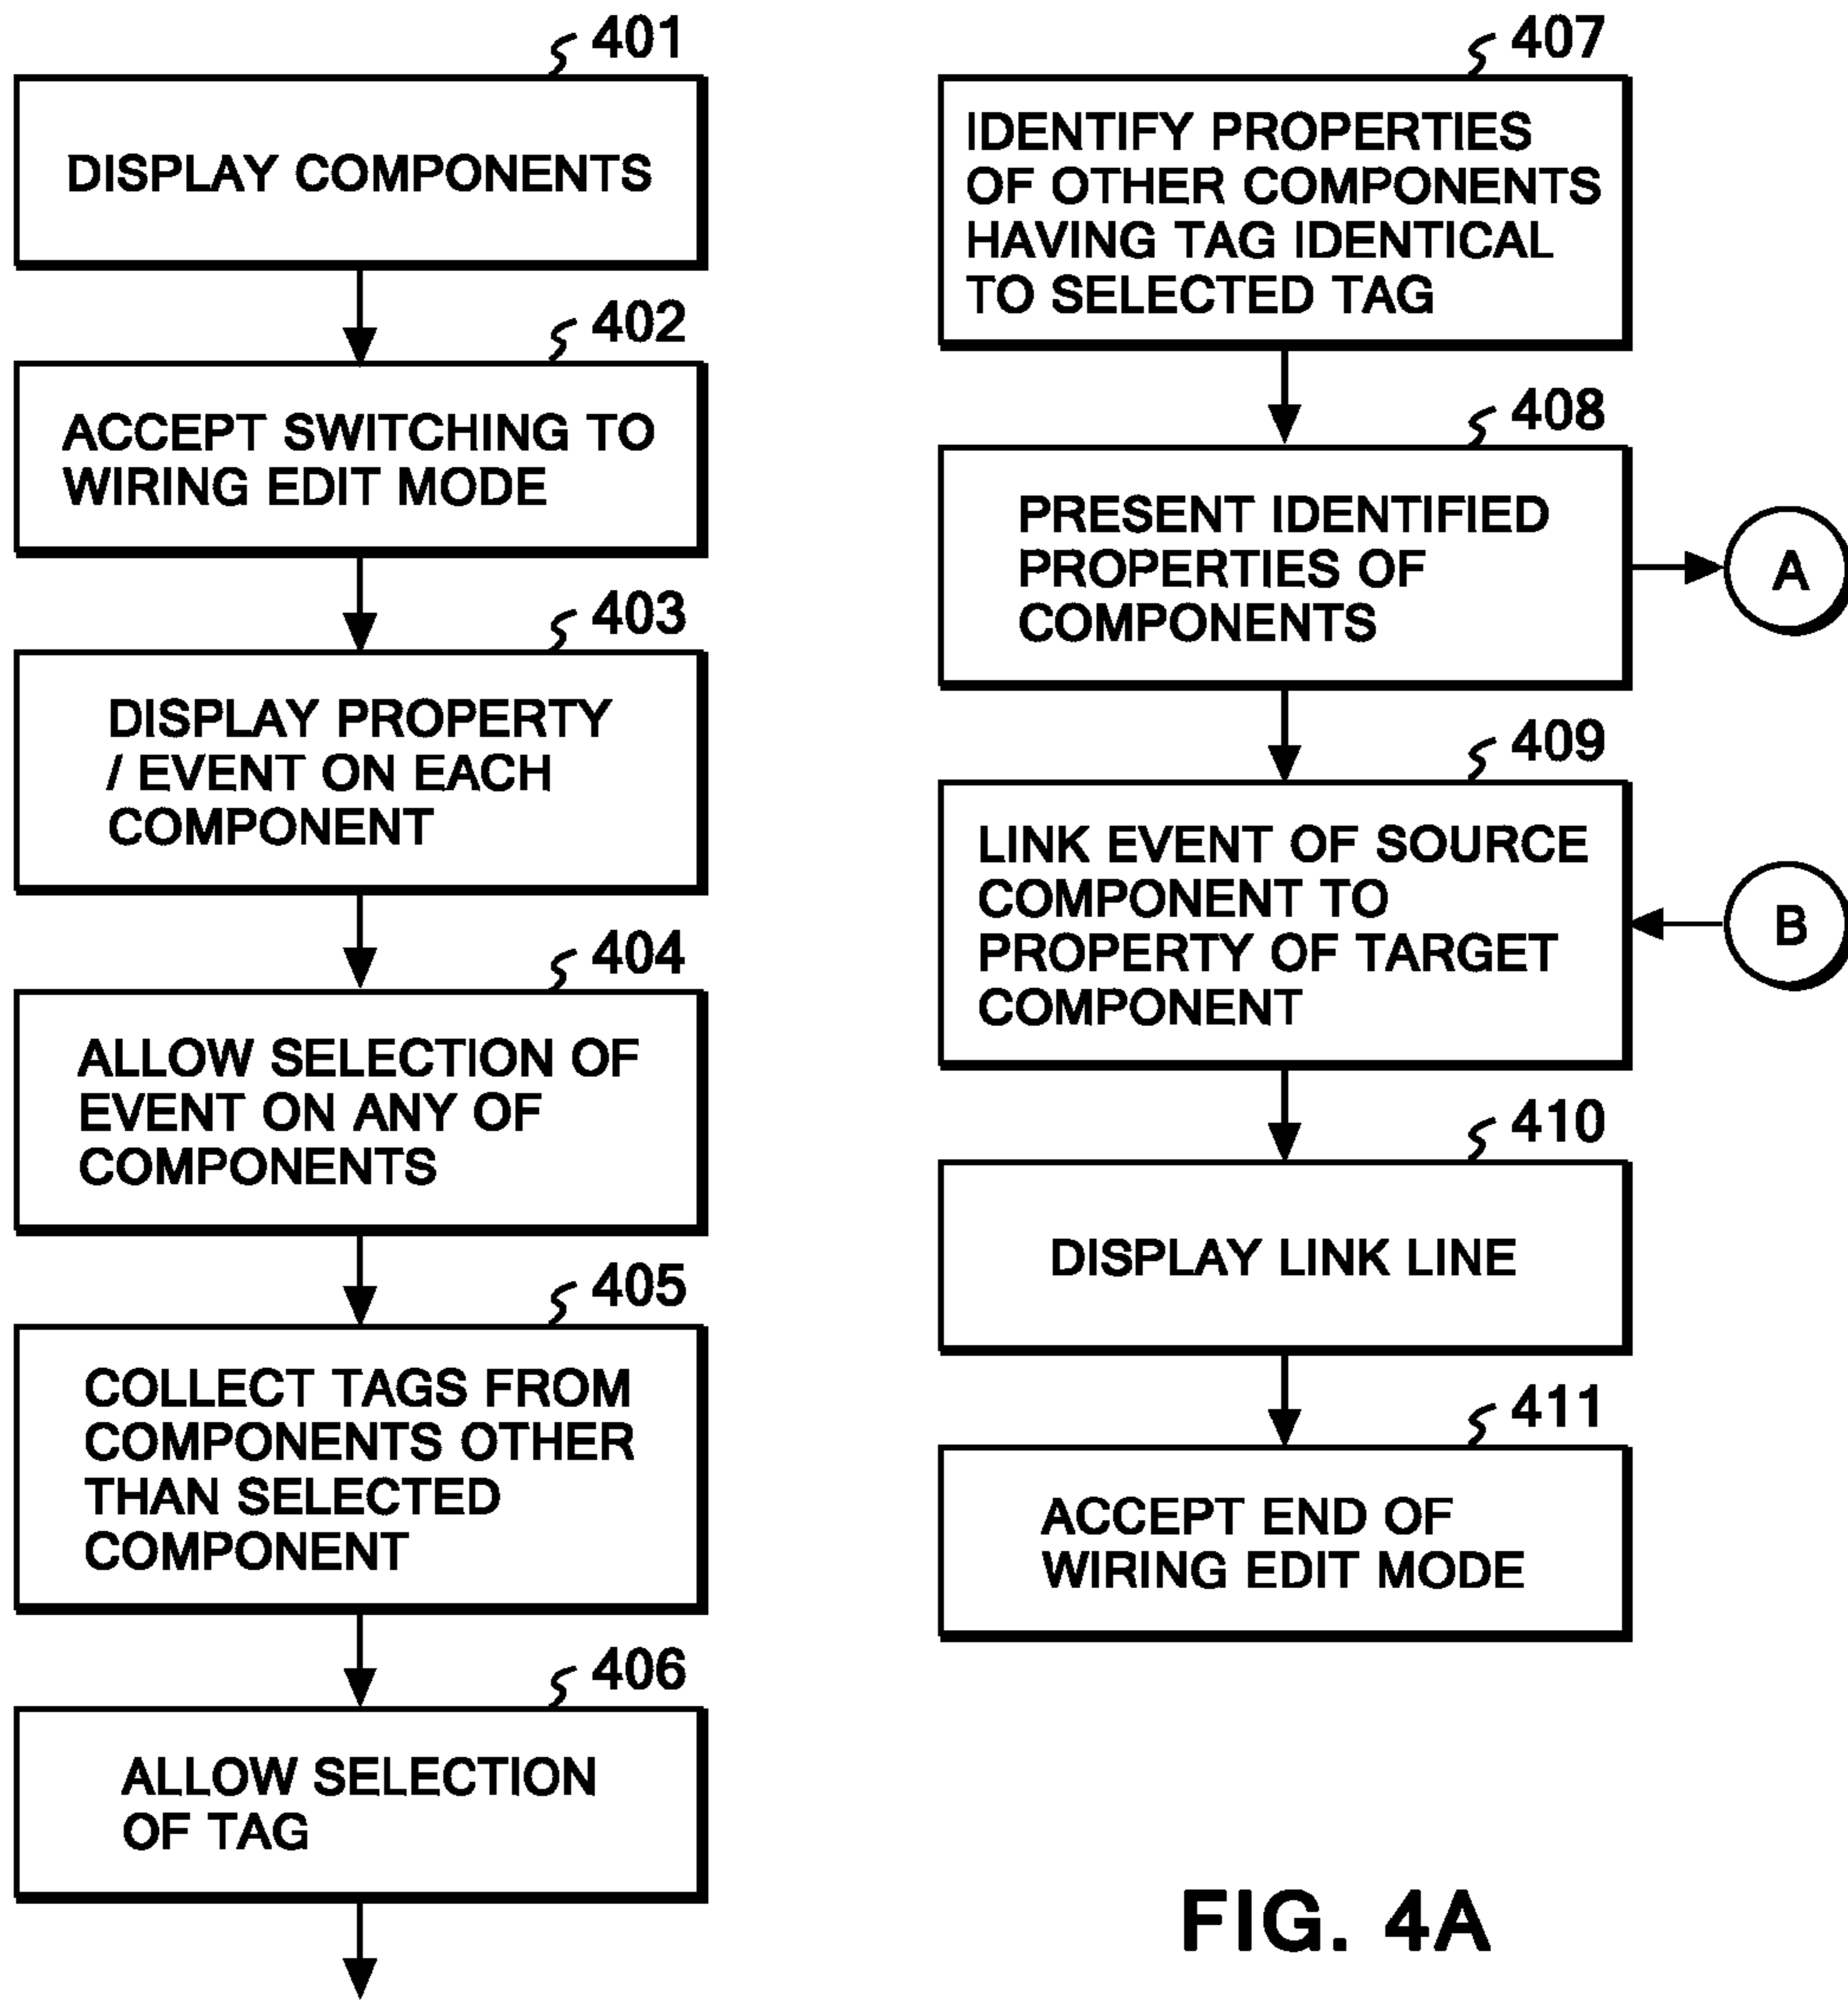 401
DISPLAY COMPONENTS
402
ACCEPT SWITCHING TO
WIRING EDIT MODE
403
DISPLAY PROPERTY
/ EVENT ON EACH
COMPONENT
404
ALLOW SELECTION OF
EVENT ON ANY OF
COMPONENTS
405
COLLECT TAGS FROM
COMPONENTS OTHER
THAN SELECTED
COMPONENT
406
ALLOW SELECTION
OF TAG
407
IDENTIFY PROPERTIES
OF OTHER COMPONENTS
HAVING TAG IDENTICAL
TO SELECTED TAG
408
PRESENT IDENTIFIED
PROPERTIES OF
COMPONENTS
A
409
LINK EVENT OF SOURCE
COMPONENT TO
PROPERTY OF TARGET
COMPONENT
B
410
DISPLAY LINK LINE
411
ACCEPT END OF
WIRING EDIT MODE
FIG. 4A